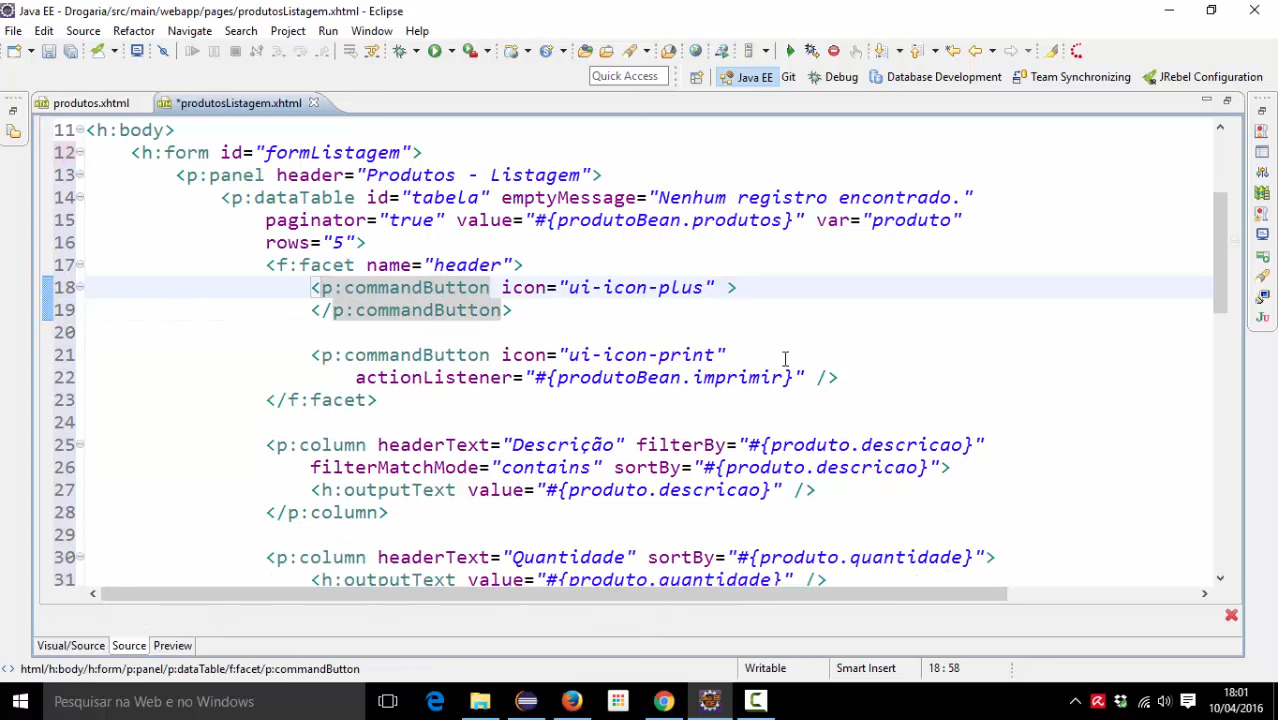 Java EE - Drogaria/src/main/webapp/pages/produtosListagem.xhtml - Eclipse
File Edit Source Refactor Navigate Search Project Run Window Help
Quick Access
Java EE Git Debug Database Development Team Synchronizing JRebel Configuration
produtos.xhtml *produtosListagem.xhtml
11 <h:body>
12 <h:form id="formListagem">
13 <p:panel header="Produtos - Listagem">
14 <p:dataTable id="tabela" emptyMessage="Nenhum registro encontrado."
15 paginator="true" value="#{produtoBean.produtos}" var="produto"
16 rows="5">
17 <f:facet name="header">
18 <p:commandButton icon="ui-icon-plus" >
19 </p:commandButton>
20
21 <p:commandButton icon="ui-icon-print"
22 actionListener="#{produtoBean.imprimir}" />
23 </f:facet>
24
25 <p:column headerText="Descrição" filterBy="#{produto.descricao}"
26 filterMatchMode="contains" sortBy="#{produto.descricao}">
27 <h:outputText value="#{produto.descricao}" />
28 </p:column>
29
30 <p:column headerText="Quantidade" sortBy="#{produto.quantidade}">
31 <h:outputText value="#{produto.quantidade}" />
Visual/Source Source Preview
html/h:body/h:form/p:panel/p:dataTable/f:facet/p:commandButton
Writable Smart Insert 18 : 58
Pesquisar na Web e no Windows
18:01
10/04/2016